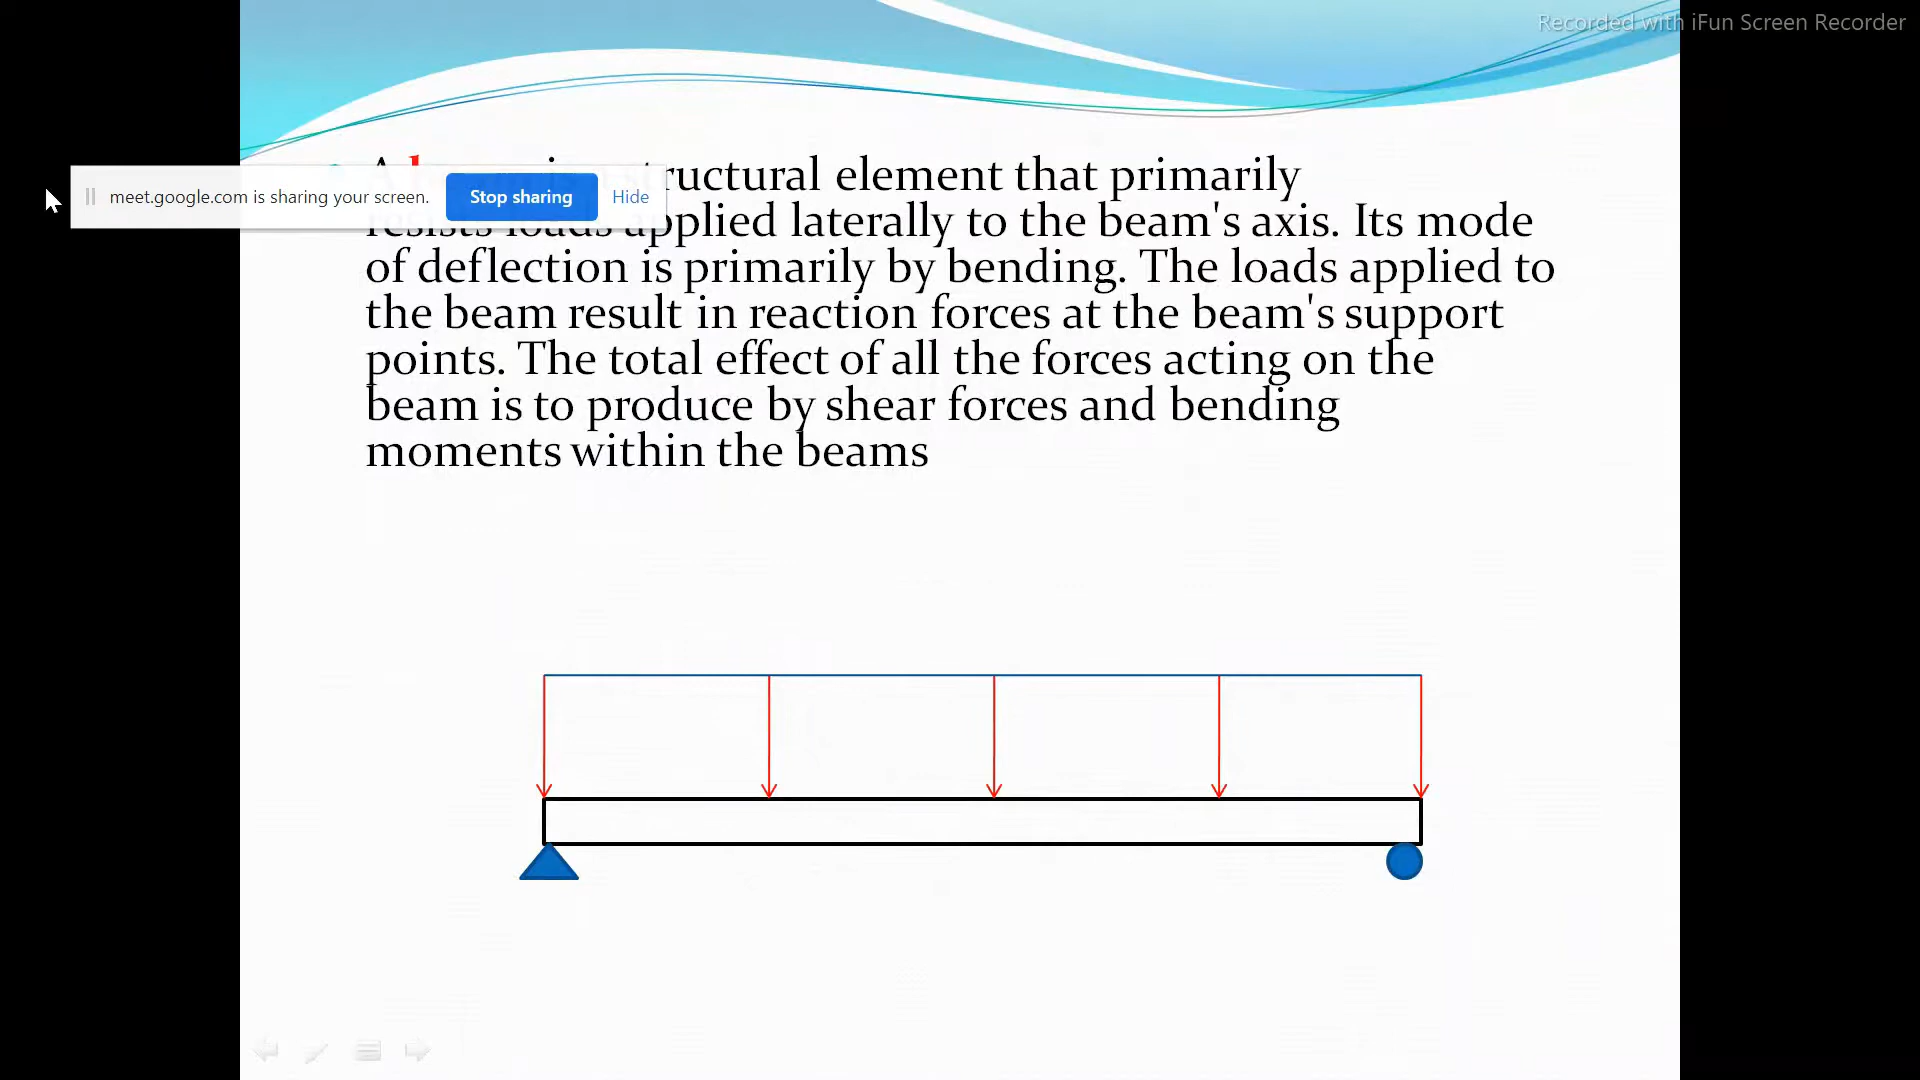 Recorded with iFun Screen Recorder
A structural element that primarily
meet.google.com is sharing your screen. Stop sharing Hide
resists loads applied laterally to the beam's axis. Its mode
of deflection is primarily by bending. The loads applied to
the beam result in reaction forces at the beam's support
points. The total effect of all the forces acting on the
beam is to produce by shear forces and bending
moments within the beams